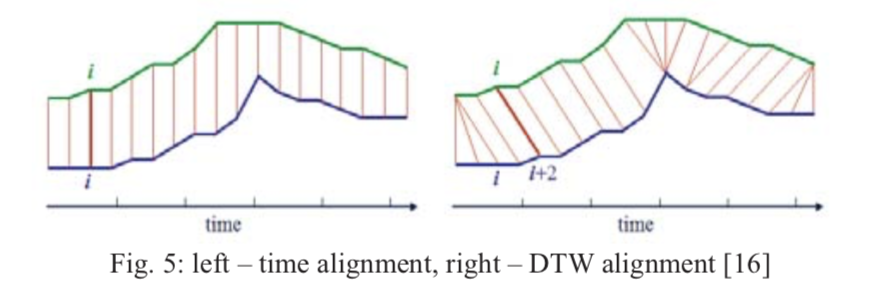 i
i
i
i
i+2
time
time
Fig. 5: left – time alignment, right – DTW alignment [16]